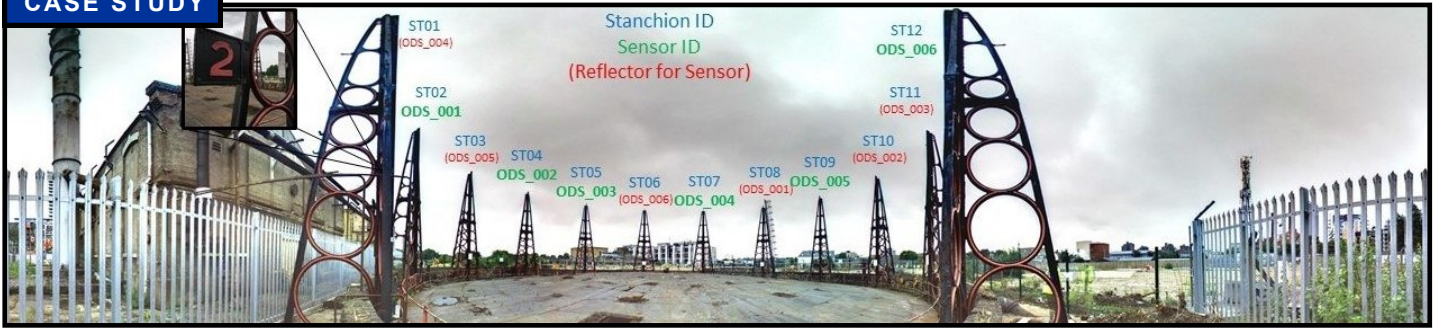 CASE STUDY
2
Stanchion ID
Sensor ID
(Reflector for Sensor)
ST01
(ODS_004)
ST02
ODS_001
ST03
(ODS_005)
ST04
ODS_002
ST05
ODS_003
ST06
(ODS_006)
ST07
ODS_004
ST08
(ODS_001)
ST09
ODS_005
ST10
(ODS_002)
ST11
(ODS_003)
ST12
ODS_006